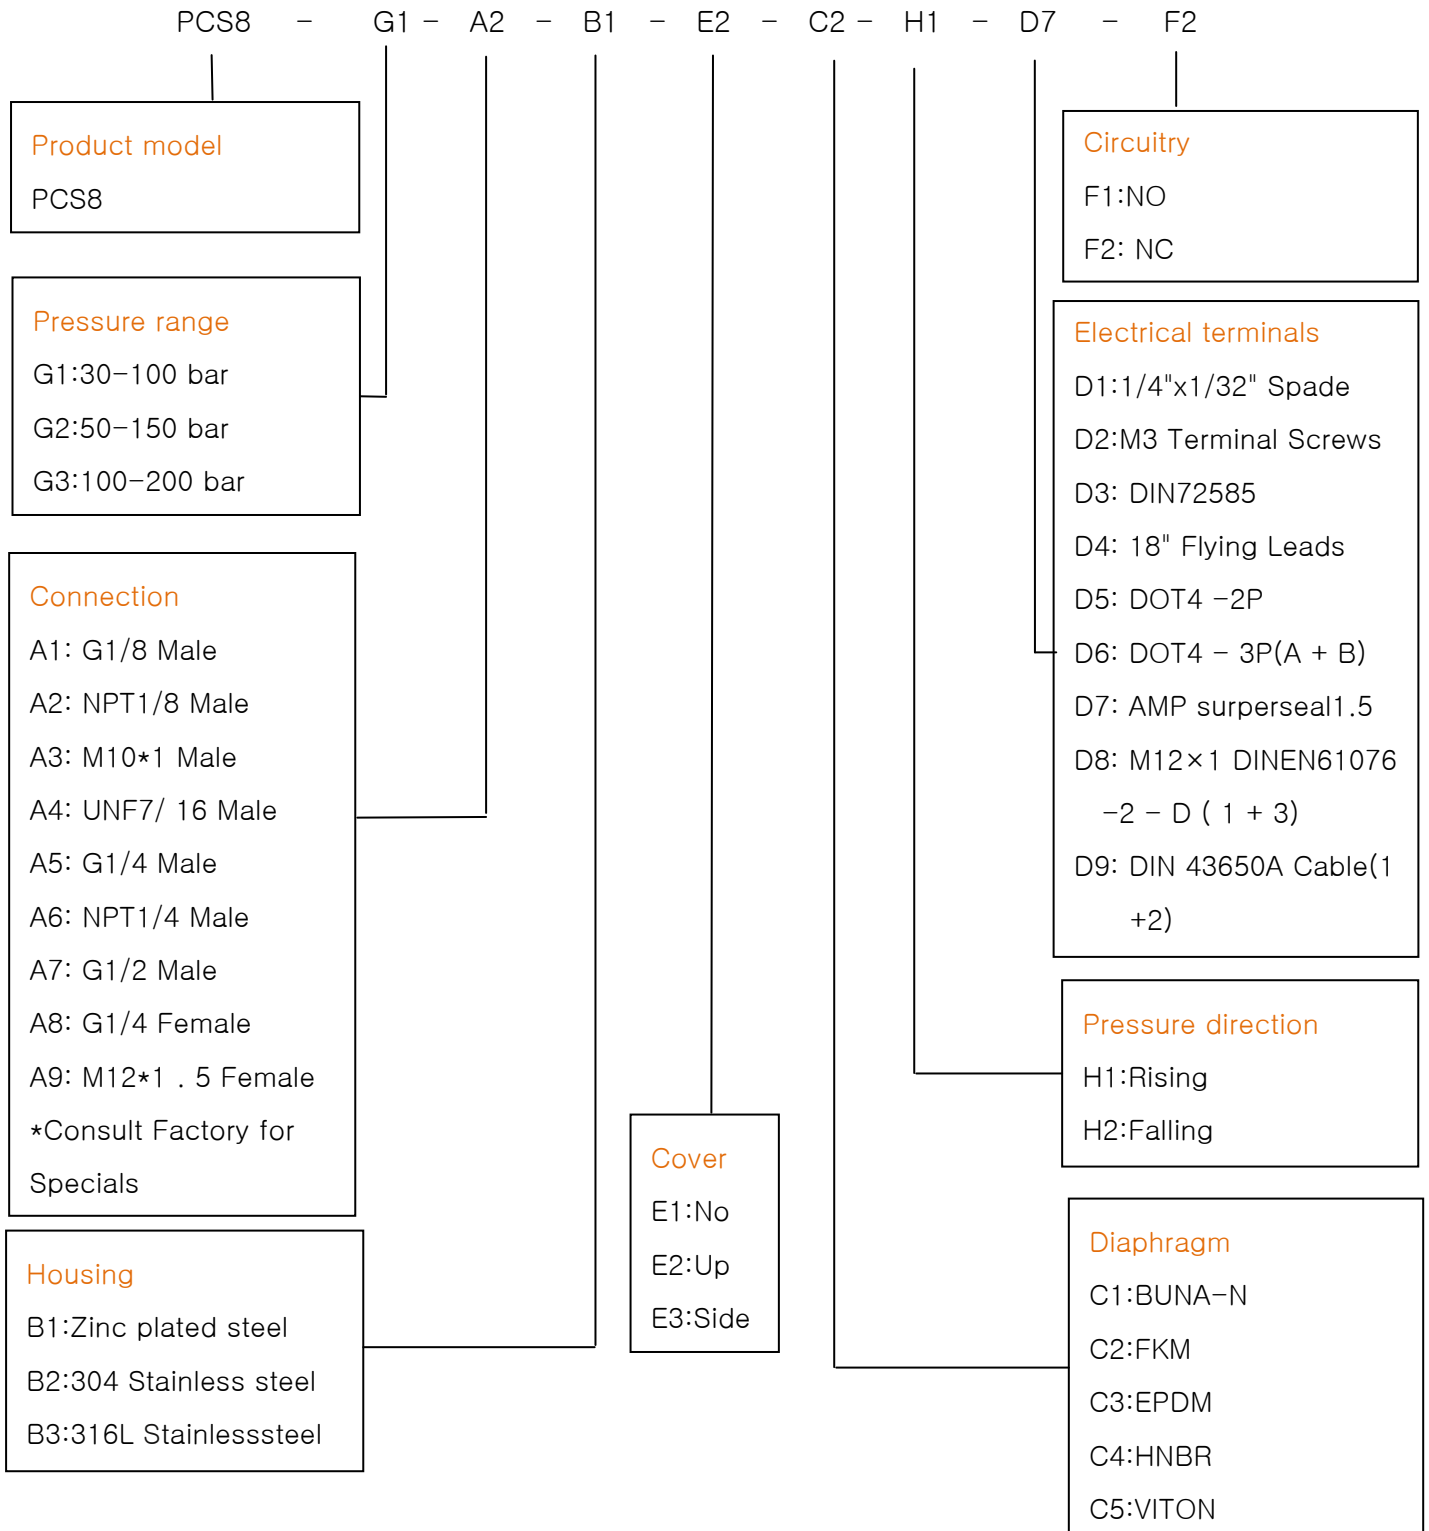 PCS8 - G1 - A2 - B1 - E2 - C2 - H1 - D7 - F2
Product model
PCS8
Pressure range
G1:30-100 bar
G2:50-150 bar
G3:100-200 bar
Connection
A1: G1/8 Male
A2: NPT1/8 Male
A3: M10*1 Male
A4: UNF7/ 16 Male
A5: G1/4 Male
A6: NPT1/4 Male
A7: G1/2 Male
A8: G1/4 Female
A9: M12*1 . 5 Female
*Consult Factory for
Specials
Housing
B1:Zinc plated steel
B2:304 Stainless steel
B3:316L Stainlesssteel
Cover
E1:No
E2:Up
E3:Side
Circuitry
F1:NO
F2: NC
Electrical terminals
D1:1/4"x1/32" Spade
D2:M3 Terminal Screws
D3: DIN72585
D4: 18" Flying Leads
D5: DOT4 -2P
D6: DOT4 - 3P(A + B)
D7: AMP surperseal1.5
D8: M12×1 DINEN61076
-2 - D ( 1 + 3)
D9: DIN 43650A Cable(1
+2)
Pressure direction
H1:Rising
H2:Falling
Diaphragm
C1:BUNA-N
C2:FKM
C3:EPDM
C4:HNBR
C5:VITON